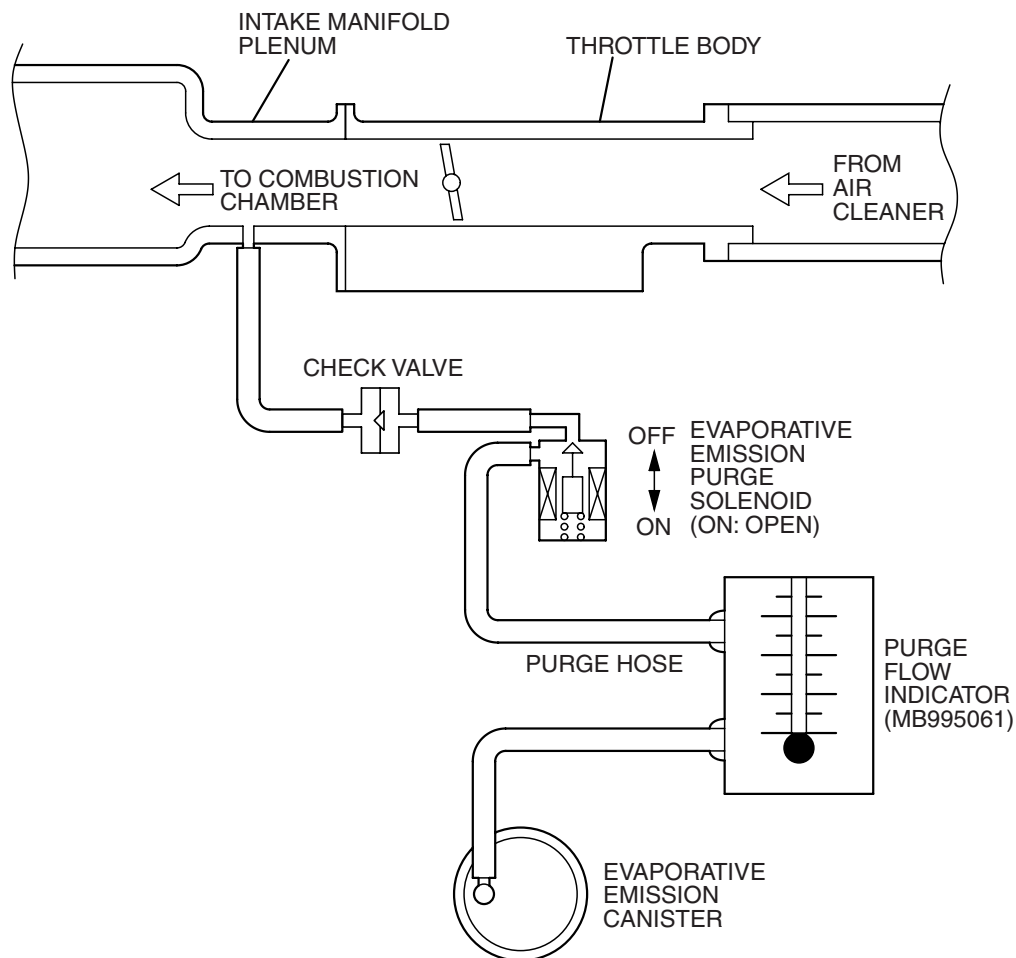 INTAKE MANIFOLD
PLENUM
THROTTLE BODY
TO COMBUSTION
CHAMBER
FROM
AIR
CLEANER
CHECK VALVE
OFF
ON
EVAPORATIVE
EMISSION
PURGE
SOLENOID
(ON: OPEN)
PURGE HOSE
PURGE
FLOW
INDICATOR
(MB995061)
EVAPORATIVE
EMISSION
CANISTER